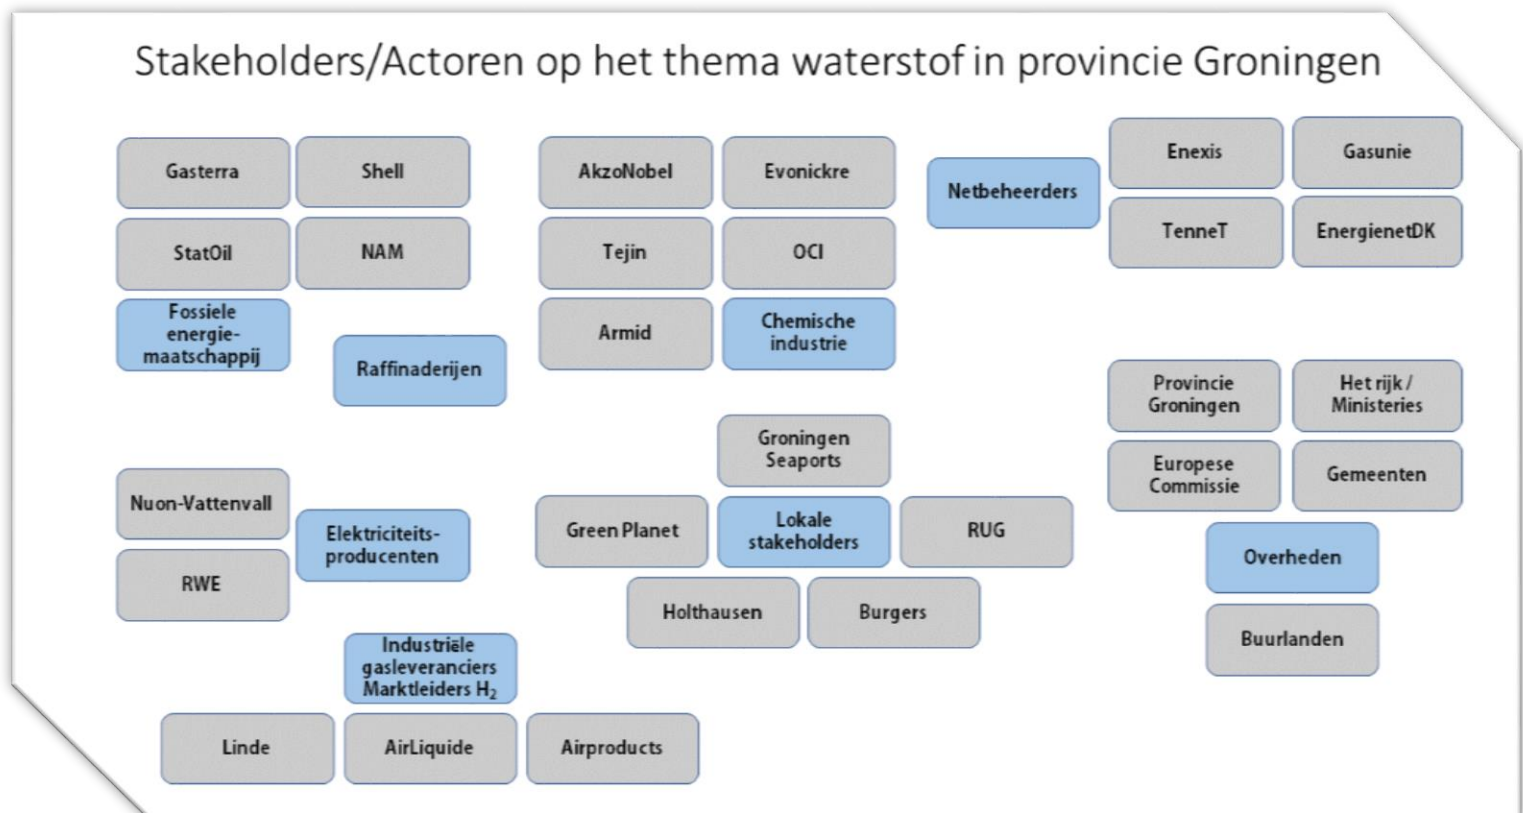 Stakeholders/Actoren op het thema waterstof in provincie Groningen
Gasterra
Shell
StatOil
NAM
Fossiele
energie-
maatschappij
Raffinaderijen
AkzoNobel
Evonickre
Tejin
OCI
Armid
Chemische
industrie
Netbeheerders
Enexis
Gasunie
TenneT
EnergienetDK
Provincie
Groningen
Het rijk /
Ministeries
Europese
Commissie
Gemeenten
Overheden
Buurlanden
Groningen
Seaports
Green Planet
Lokale
stakeholders
RUG
Holthausen
Burgers
Nuon-Vattenvall
Elektriciteits-
producenten
RWE
Industriële
gasleveranciers
Marktleiders H₂
Linde
AirLiquide
Airproducts